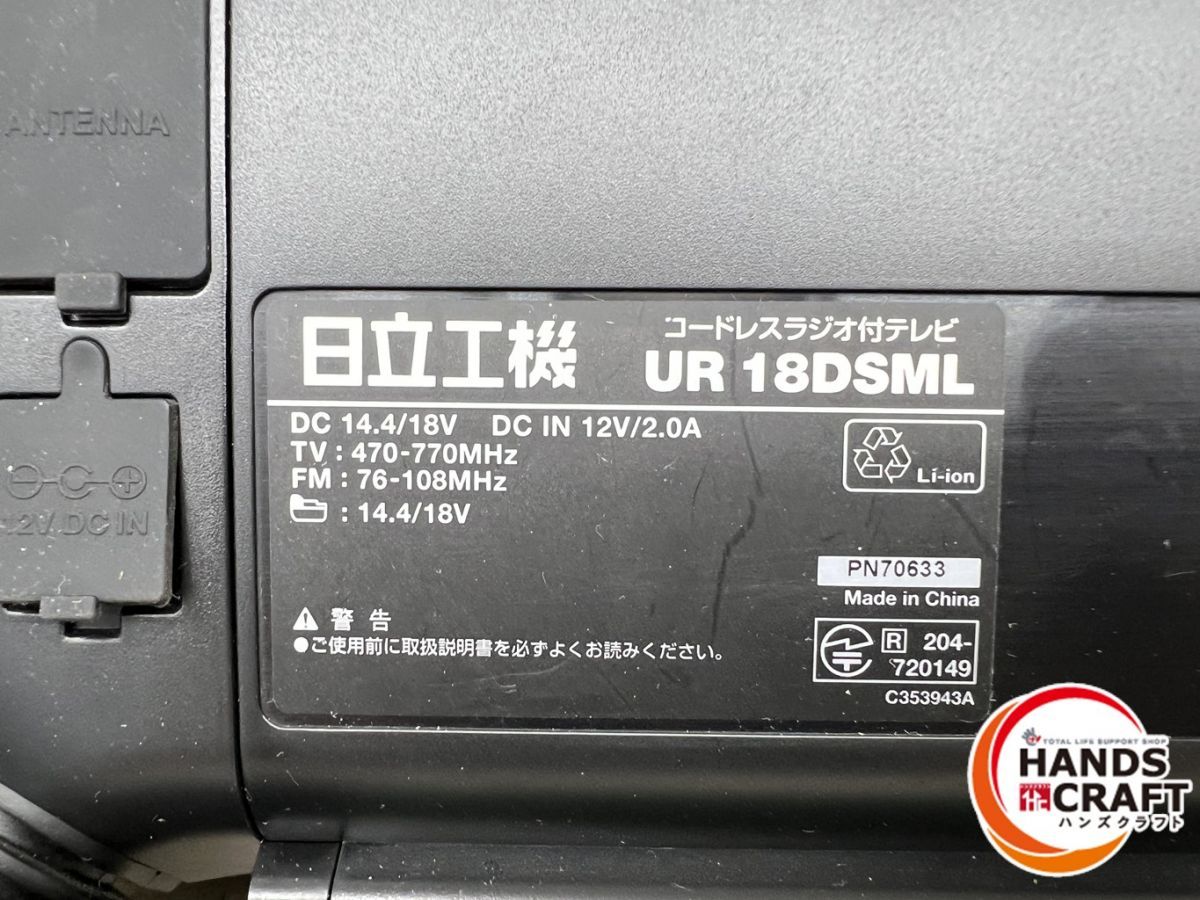 ANTENNA
12V DC IN
日立工機
コードレスラジオ付テレビ
UR 18DSML
DC 14.4/18V DC IN 12V/2.0A
TV : 470-770MHz
FM : 76-108MHz
: 14.4/18V
Li-ion
PN70633
Made in China
警告
●ご使用前に取扱説明書を必ずよくお読みください。
R 204-
720149
C353943A
TOTAL LIFE SUPPORT SHOP
HANDS
CRAFT
ハンズクラフト